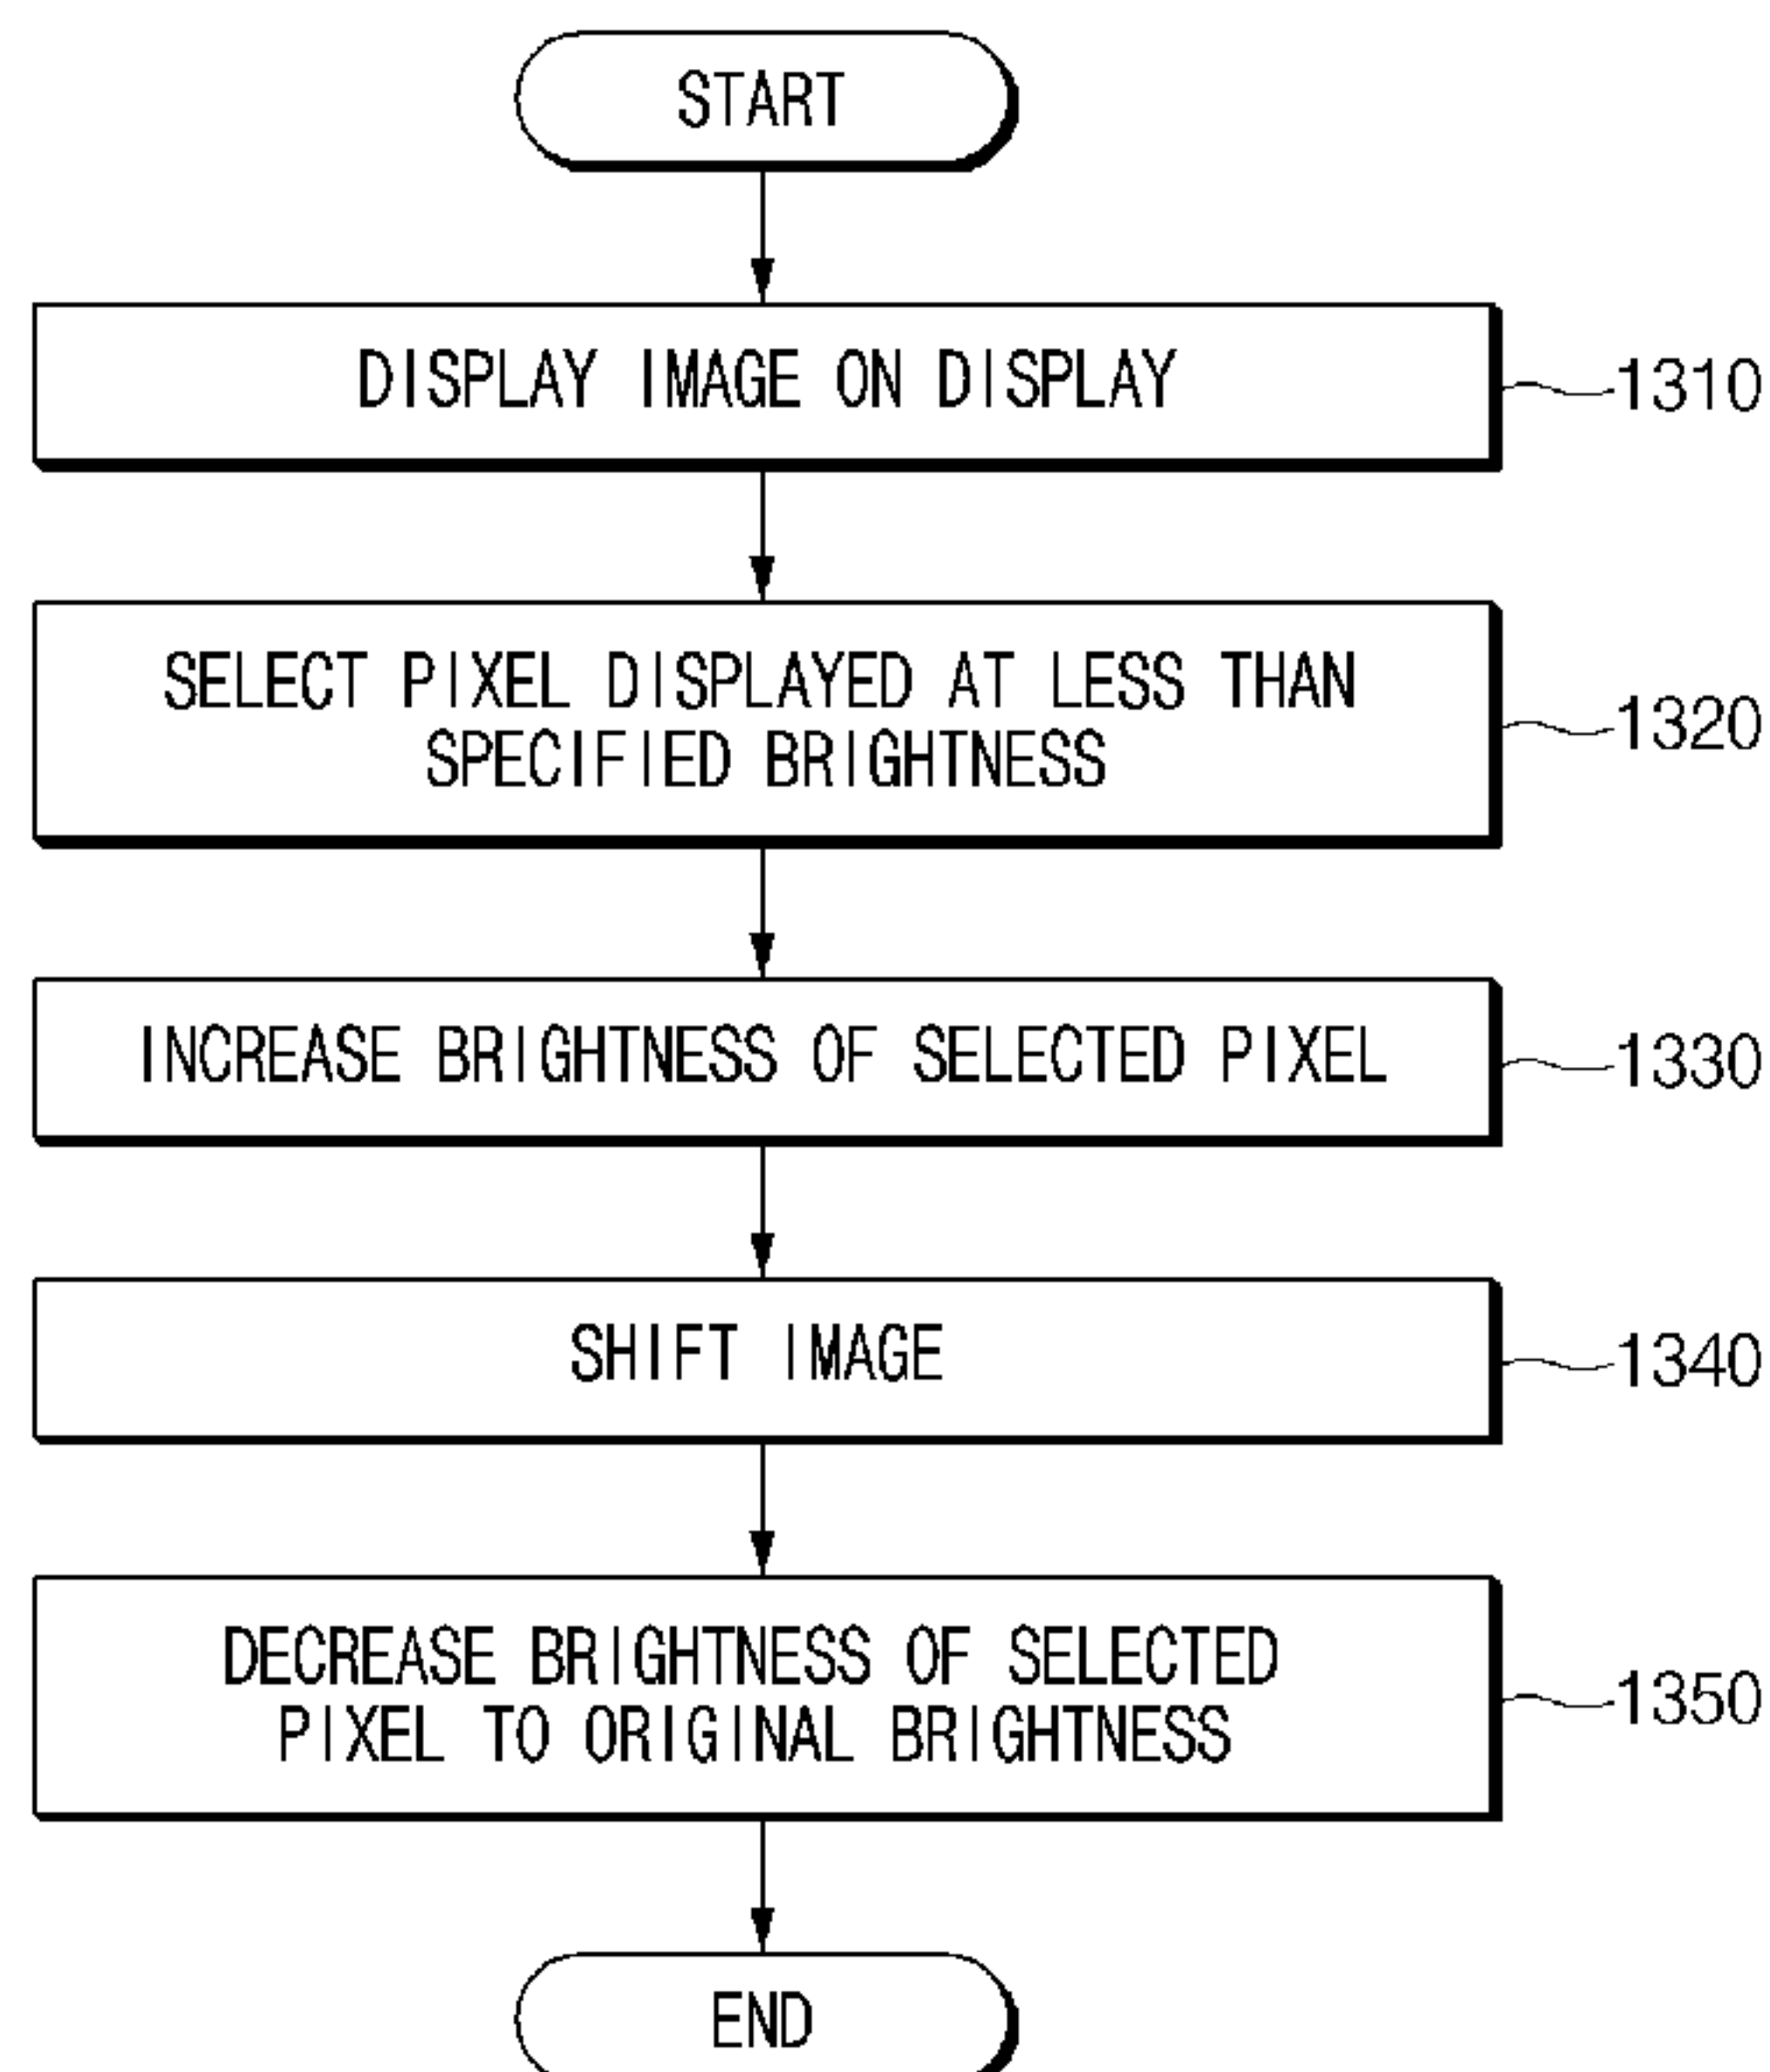 START
DISPLAY IMAGE ON DISPLAY
1310
SELECT PIXEL DISPLAYED AT LESS THAN
SPECIFIED BRIGHTNESS
1320
INCREASE BRIGHTNESS OF SELECTED PIXEL
1330
SHIFT IMAGE
1340
DECREASE BRIGHTNESS OF SELECTED
PIXEL TO ORIGINAL BRIGHTNESS
1350
END